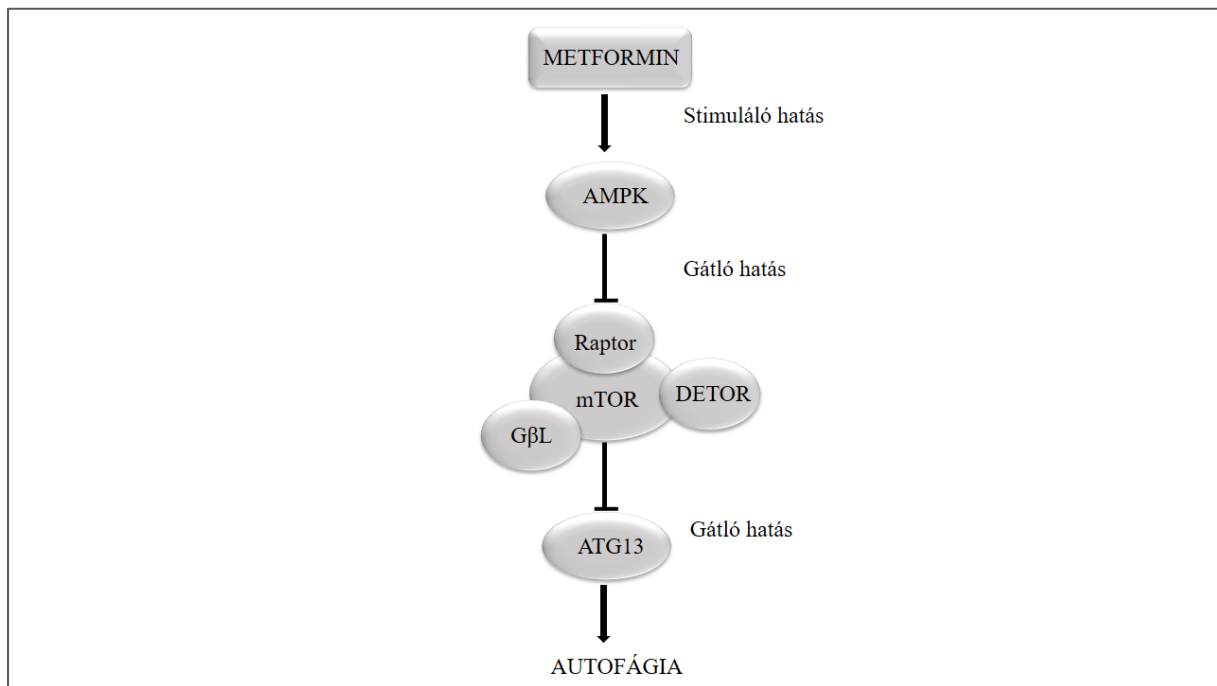 METFORMIN
Stimuláló hatás
AMPK
Gátló hatás
Raptor
mTOR
DETOR
GβL
Gátló hatás
ATG13
AUTOFÁGIA